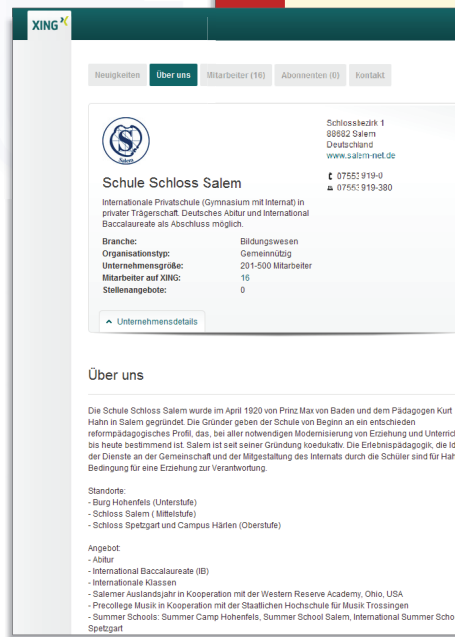 XING
Neuigkeiten Über uns Mitarbeiter (16) Abonnenten (0) Kontakt
Salem
Schule Schloss Salem
Internationale Privatschule (Gymnasium mit Internat) in
privater Trägerschaft. Deutsches Abitur und International
Baccalaureate als Abschluss möglich.
Branche: Bildungswesen
Organisationstyp: Gemeinnützig
Unternehmensgröße: 201-500 Mitarbeiter
Mitarbeiter auf XING: 16
Stellenangebote: 0
Schlossbezirk 1
88682 Salem
Deutschland
www.salem-net.de
07553 919-0
07553 919-380
Unternehmensdetails
Über uns
Die Schule Schloss Salem wurde im April 1920 von Prinz Max von Baden und dem Pädagogen Kurt
Hahn in Salem gegründet. Die Gründer geben der Schule von Beginn an ein entschieden
reformpädagogisches Profil, das, bei aller notwendigen Modernisierung von Erziehung und Unterric
bis heute bestimmend ist. Salem ist seit seiner Gründung koedukativ. Die Erlebnispädagogik, die Id
der Dienste an der Gemeinschaft und der Mitgestaltung des Internats durch die Schüler sind für Hah
Bedingung für eine Erziehung zur Verantwortung.
Standorte:
- Burg Hohenfels (Unterstufe)
- Schloss Salem ( Mittelstufe)
- Schloss Spetzgart und Campus Härlen (Oberstufe)
Angebot:
- Abitur
- International Baccalaureate (IB)
- Internationale Klassen
- Salemer Auslandsjahr in Kooperation mit der Western Reserve Academy, Ohio, USA
- Precollege Musik in Kooperation mit der Staatlichen Hochschule für Musik Trossingen
- Summer Schools: Summer Camp Hohenfels, Summer School Salem, International Summer Scho
Spetzgart